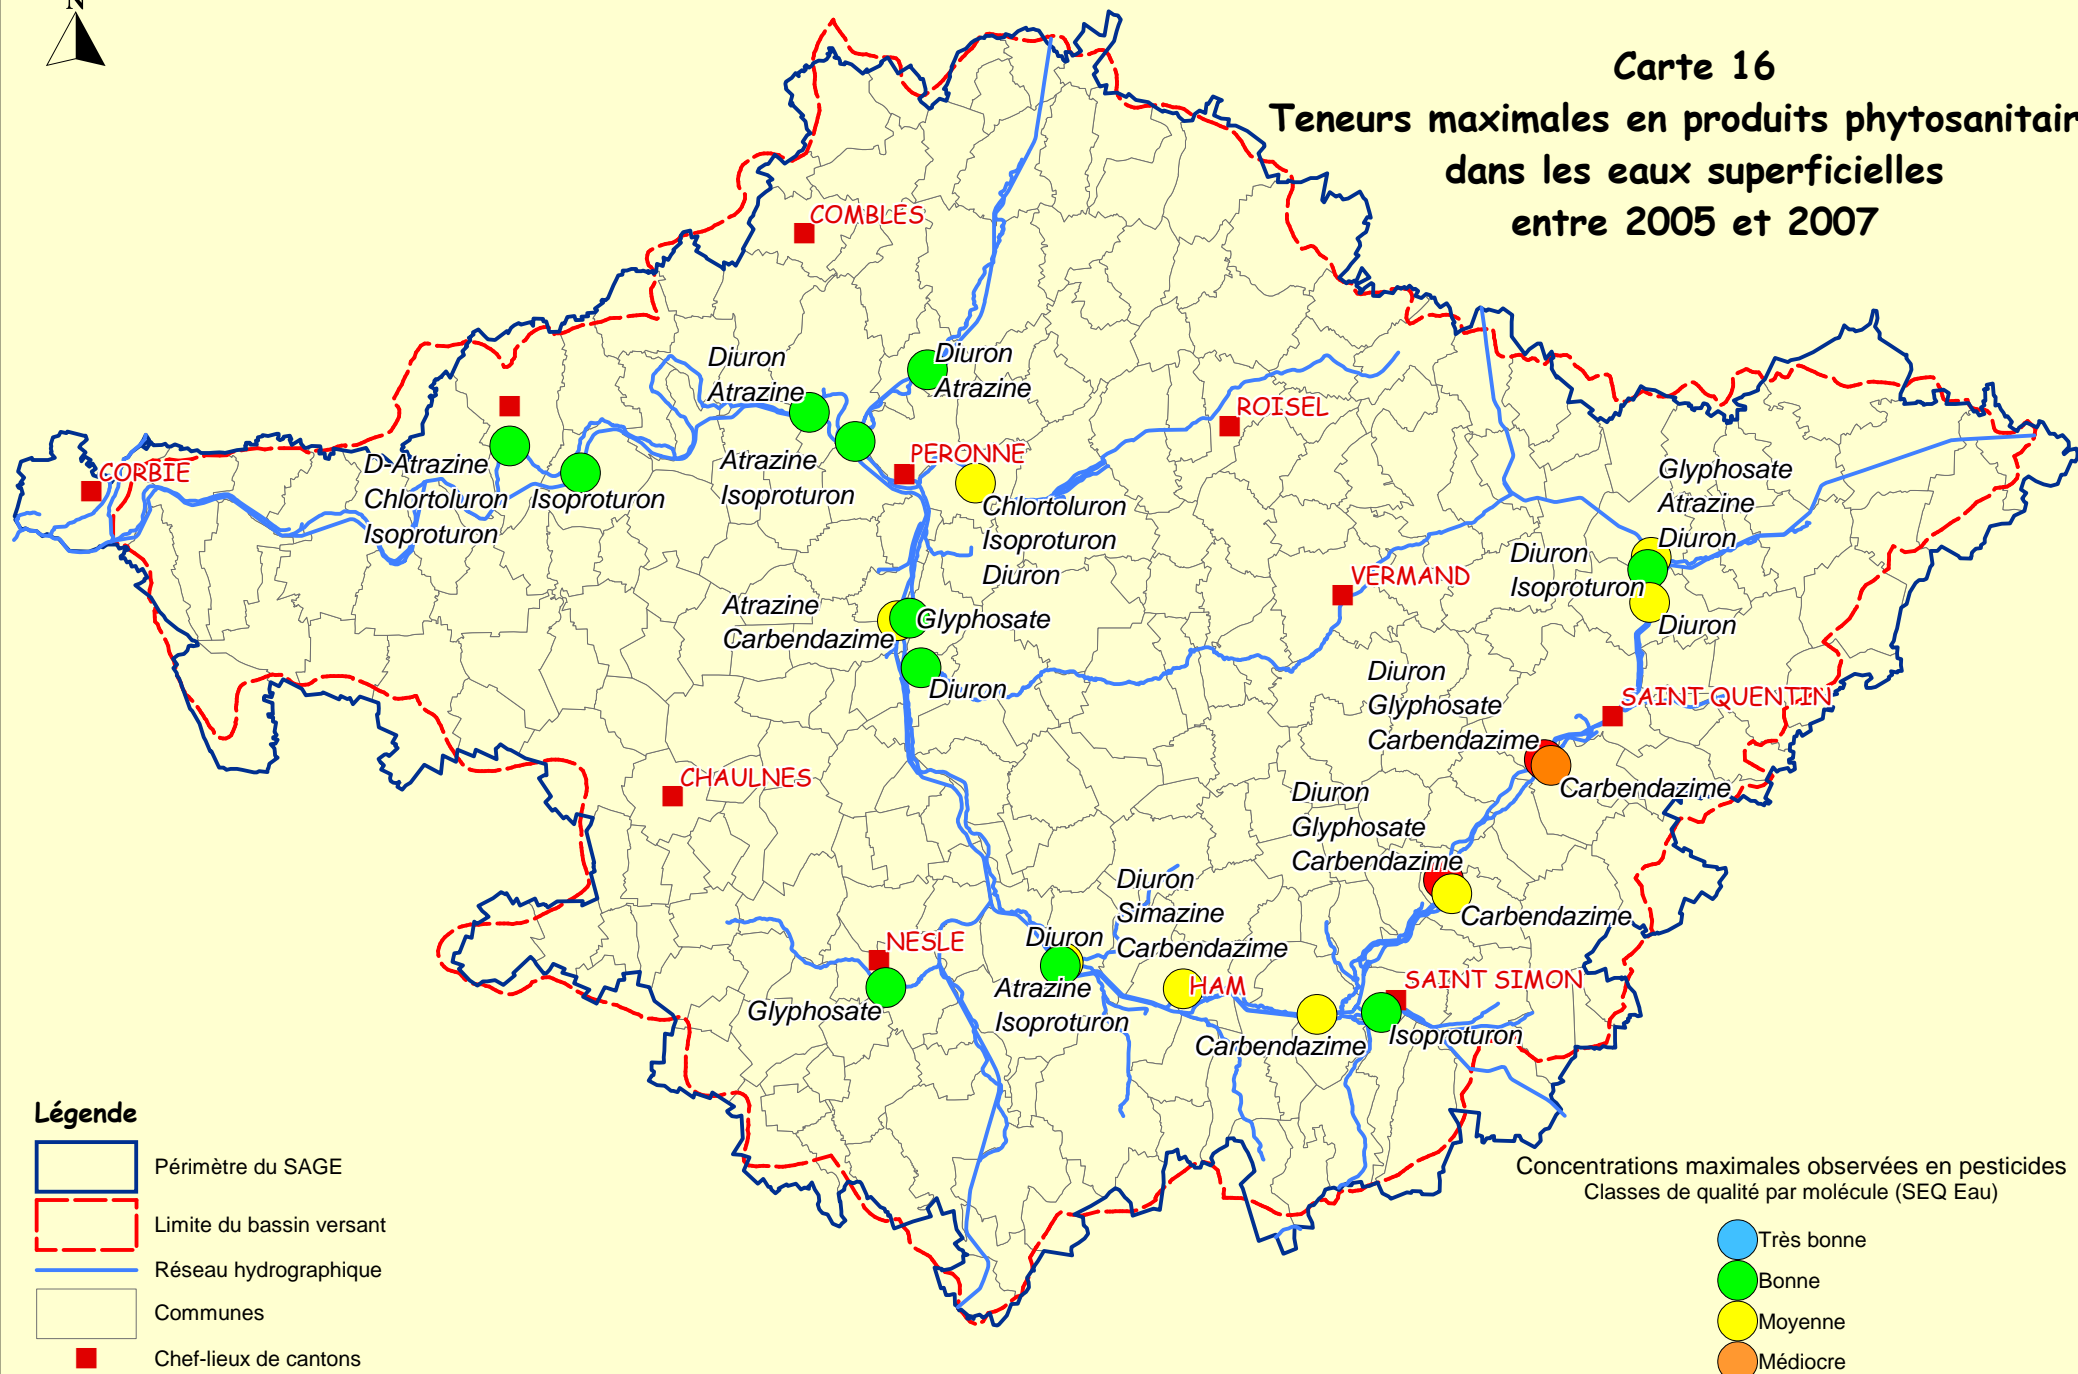 N
Carte 16
Teneurs maximales en produits phytosanitair
dans les eaux superficielles
entre 2005 et 2007
COMBLES
Diuron
Atrazine
Diuron
Atrazine
ROISEL
CORBIE
D-Atrazine
Chlortoluron
Isoproturon
Isoproturon
Atrazine
Isoproturon
PERONNE
Chlortoluron
Isoproturon
Diuron
Glyphosate
Atrazine
Diuron
Diuron
Isoproturon
Diuron
VERMAND
Atrazine
Carbendazime
Glyphosate
Diuron
Diuron
Glyphosate
Carbendazime
SAINT QUENTIN
Carbendazime
CHAULNES
Diuron
Glyphosate
Carbendazime
Carbendazime
Diuron
Simazine
Carbendazime
Diuron
NESLE
Atrazine
Isoproturon
Glyphosate
HAM
SAINT SIMON
Carbendazime
Isoproturon
Légende
Périmètre du SAGE
Limite du bassin versant
Réseau hydrographique
Communes
Chef-lieux de cantons
Concentrations maximales observées en pesticides
Classes de qualité par molécule (SEQ Eau)
Très bonne
Bonne
Moyenne
Médiocre